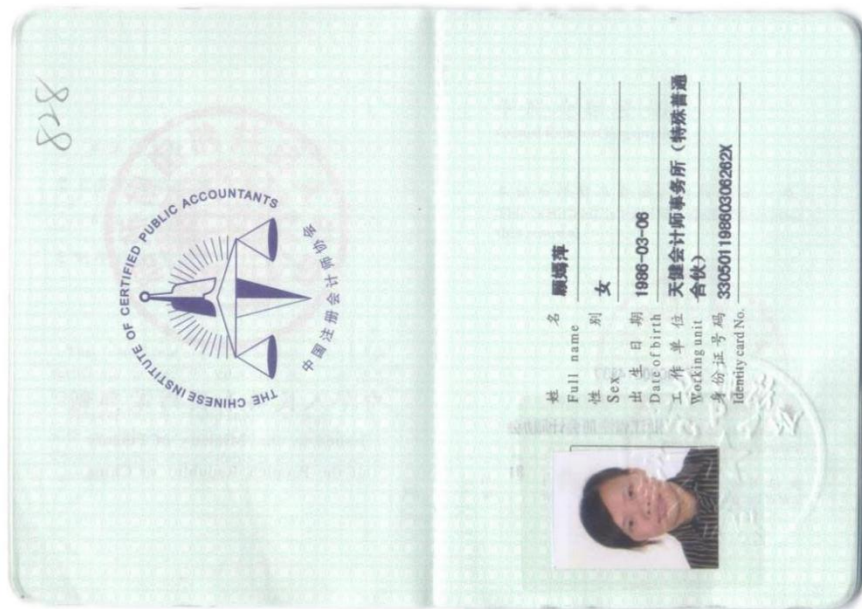 828
THE CHINESE INSTITUTE OF CERTIFIED PUBLIC ACCOUNTANTS
中国注册会计师协会
姓 名 顾嫣萍
Full name
性 别 女
Sex
出 生 日 期 1986-03-06
Date of birth
工 作 单 位 天健会计师事务所（特殊普通
Working unit 合伙）
身份证号码 33050119860306262X
Identity card No.